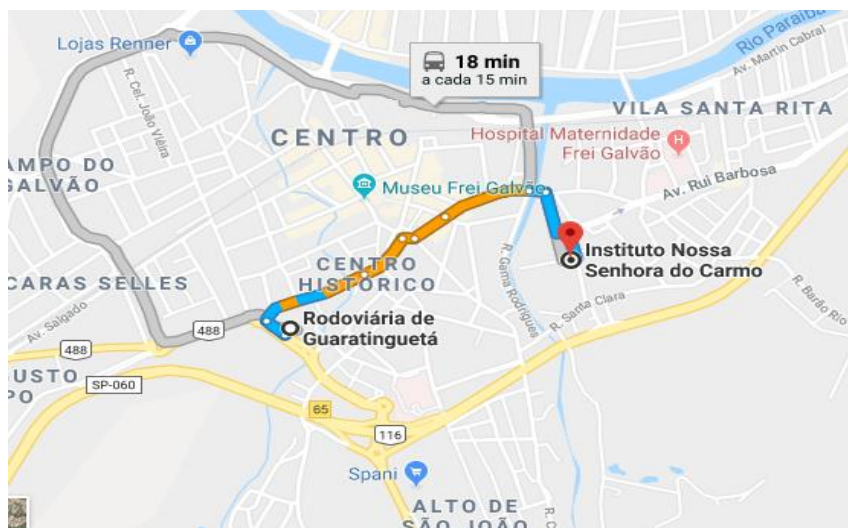 Lojas Renner
18 min
a cada 15 min
Rio Paraíba
Av. Martin Cabral
R. Cel. João Viêira
VILA SANTA RITA
CENTRO
Hospital Maternidade
Frei Galvão
AMPO DO
GALVÃO
Museu Frei Galvão
Av. Rui Barbosa
Instituto Nossa
Senhora do Carmo
CARAS SELLES
CENTRO
HISTÓRICO
R. Gama Rodrigues
R. Barão Rio
R. Santa Clara
Av. Salgado
488
Rodoviária de
Guaratinguetá
488
GUSTO
PO
SP-060
65
116
Spani
ALTO DE
SÃO JOÃO
R. C